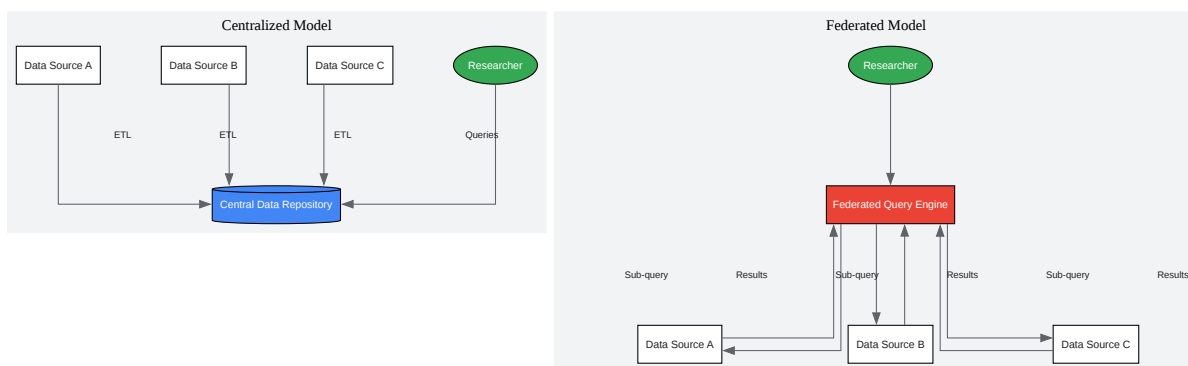 Centralized Model
Data Source A
Data Source B
Data Source C
Researcher
ETL
ETL
ETL
Queries
Central Data Repository
Federated Model
Researcher
Federated Query Engine
Sub-query
Results
Sub-query
Results
Sub-query
Results
Data Source A
Data Source B
Data Source C